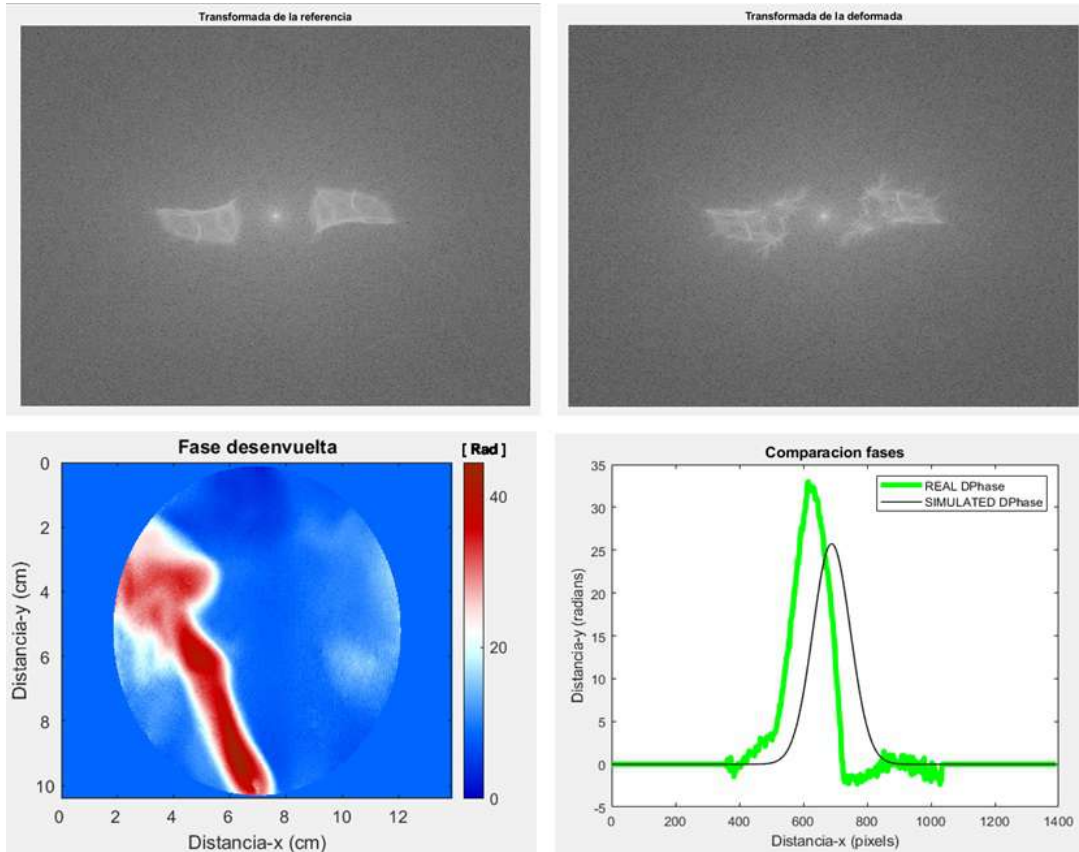 Transformada de la referencia
Transformada de la deformada
Fase desenvuelta
[ Rad ]
0
2
4
6
8
10
Distancia-y (cm)
0 2 4 6 8 10 12
Distancia-x (cm)
40
20
0
Comparacion fases
REAL DPhase
SIMULATED DPhase
35
30
25
20
15
10
5
0
-5
Distancia-y (radians)
0 200 400 600 800 1000 1200 1400
Distancia-x (pixels)